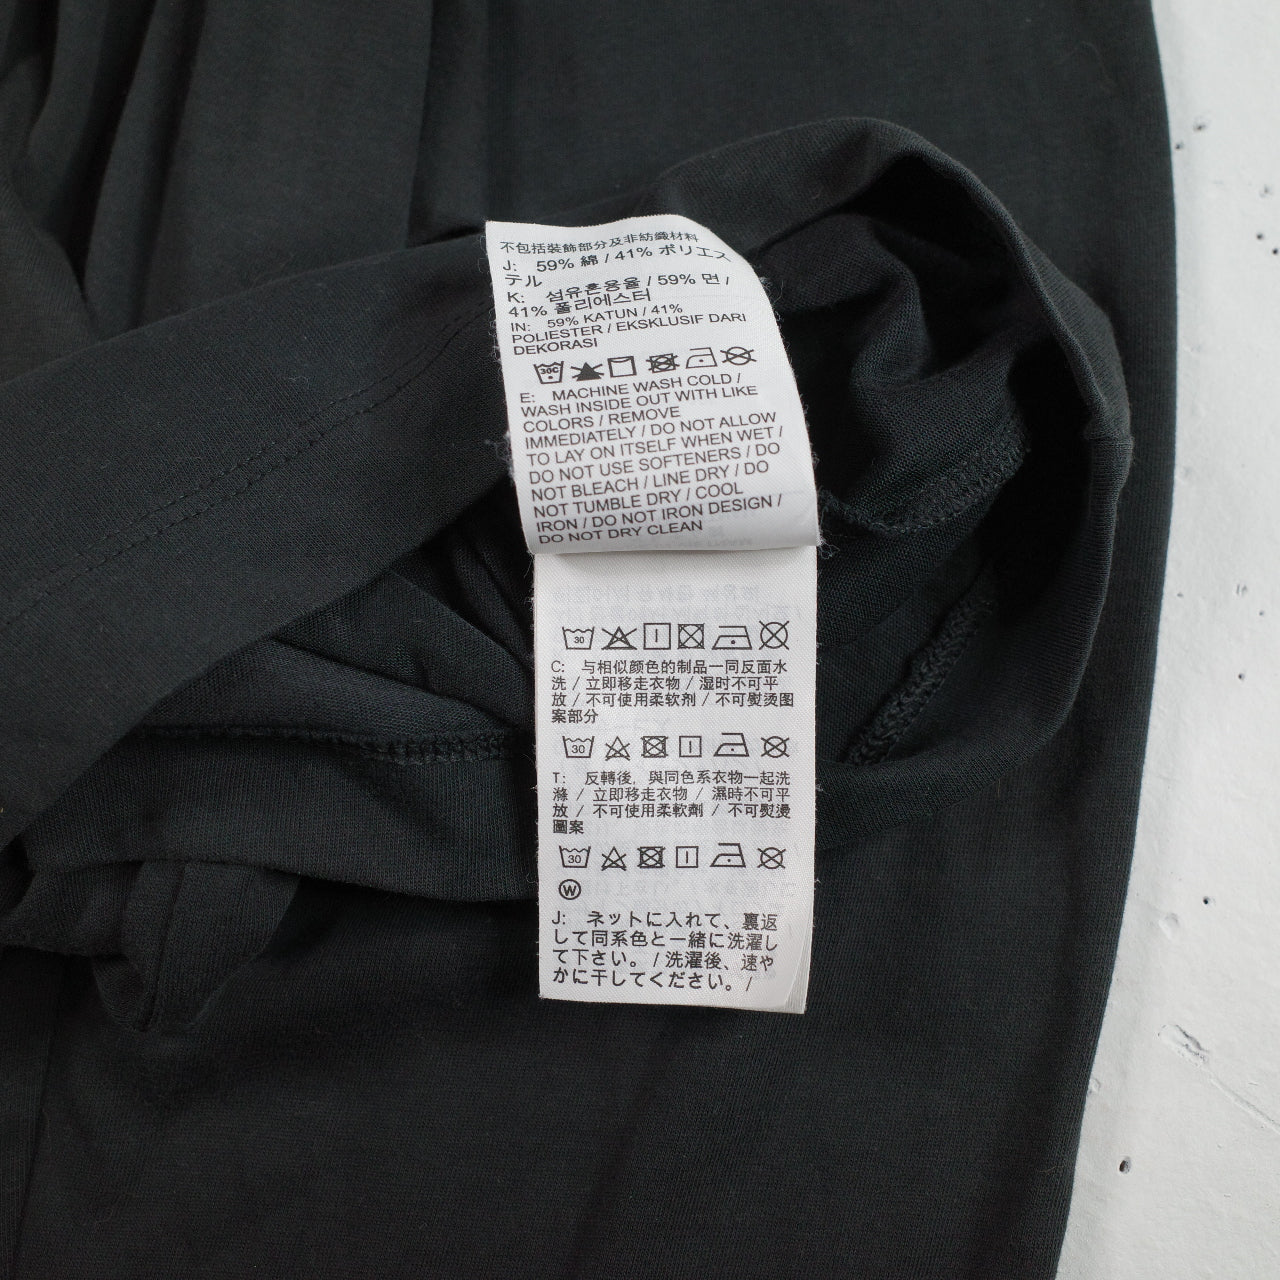 不包括裝飾部分及非紡織材料
J: 59% 綿 / 41% ポリエス
テル
K: 섬유혼용율 / 59% 면 /
41% 폴리에스터
IN: 59% KATUN / 41%
POLIESTER / EKSKLUSIF DARI
DEKORASI
30C
E: MACHINE WASH COLD /
WASH INSIDE OUT WITH LIKE
COLORS / REMOVE
IMMEDIATELY / DO NOT ALLOW
TO LAY ON ITSELF WHEN WET /
DO NOT USE SOFTENERS / DO
NOT BLEACH / LINE DRY / DO
NOT TUMBLE DRY / COOL
IRON / DO NOT IRON DESIGN /
DO NOT DRY CLEAN
30
C: 与相似颜色的制品一同反面水
洗 / 立即移走衣物 / 湿时不可平
放 / 不可使用柔软剂 / 不可熨烫图
案部分
30
T: 反轉後, 與同色系衣物一起洗
滌 / 立即移走衣物 / 濕時不可平
放 / 不可使用柔軟劑 / 不可熨燙
圖案
30
W
J: ネットに入れて、裏返
して同系色と一緒に洗濯し
て下さい。 / 洗濯後、速や
かに干してください。 /